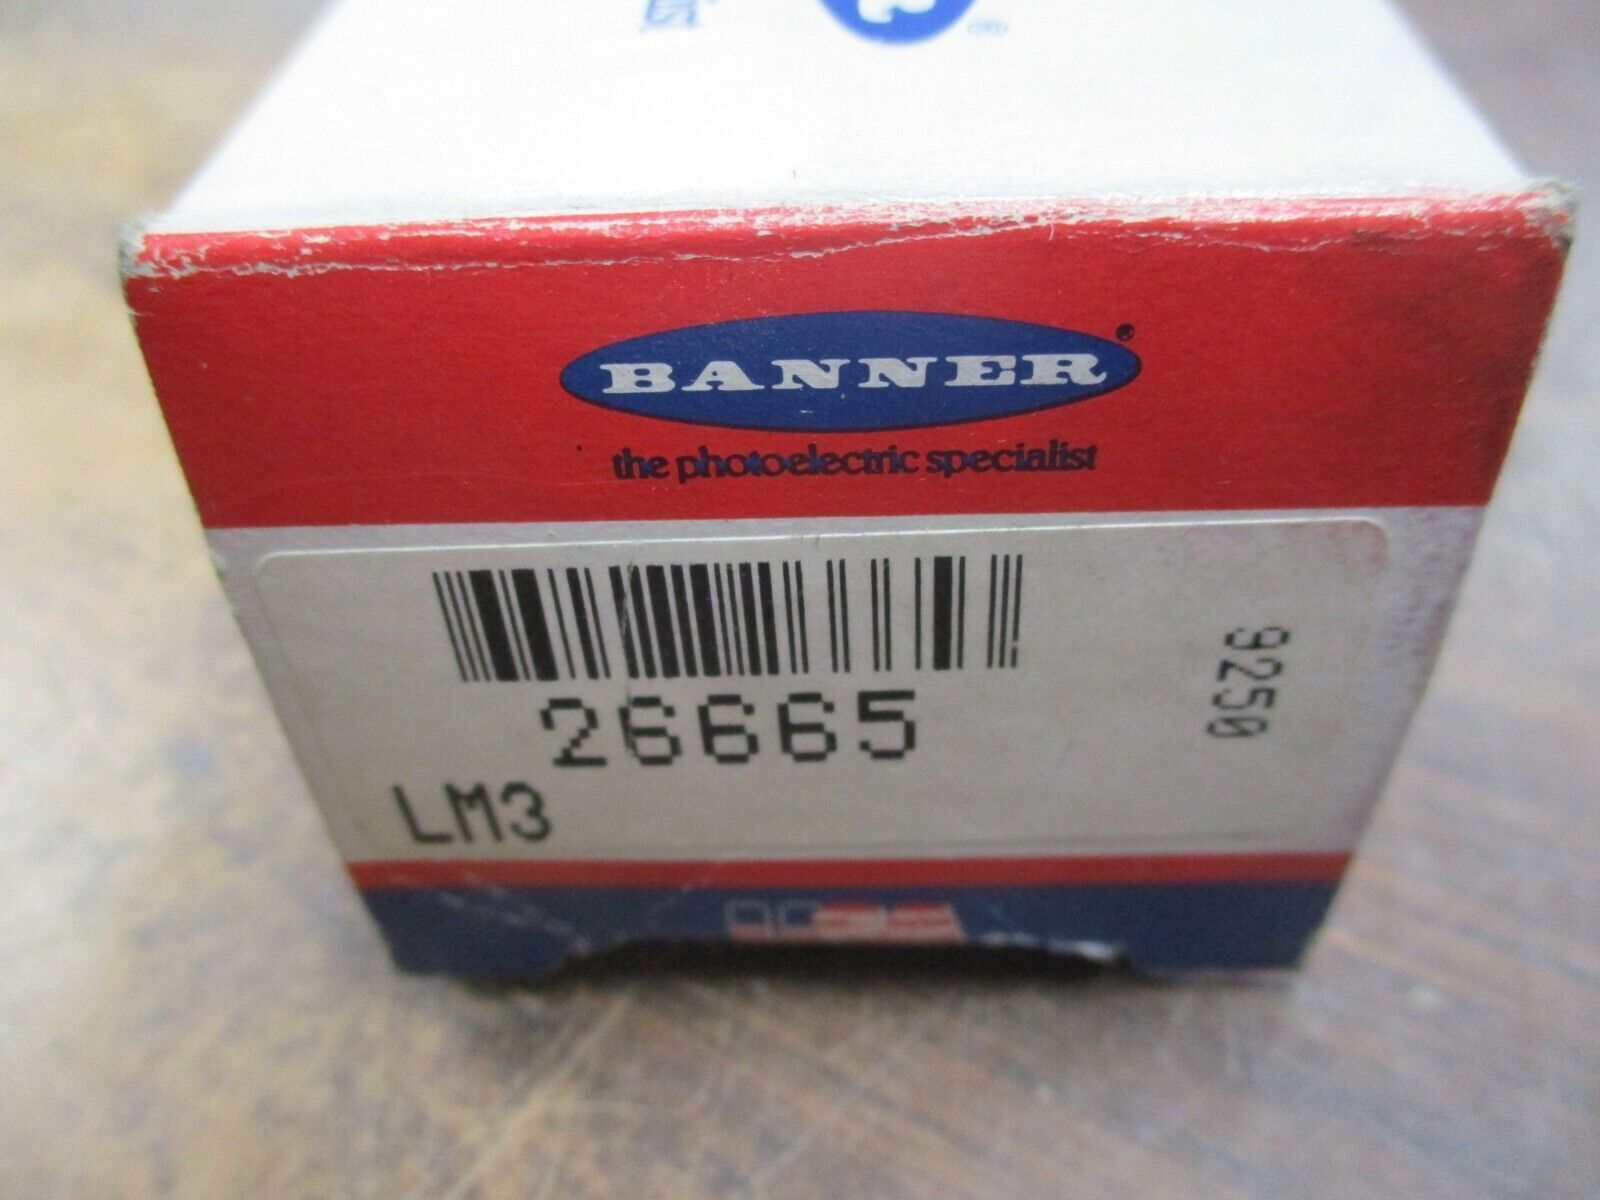 BANNER®
the photoelectric specialist
26665
LM3
9250